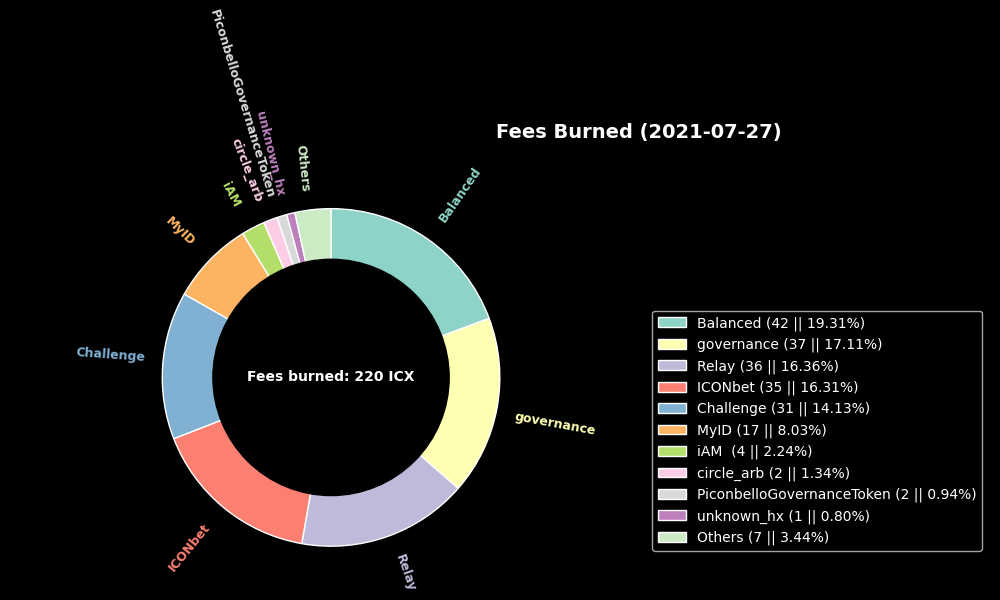 Fees Burned (2021-07-27)
PiconbelloGovernanceToken
unknown_hx
circle_arb
Others
iAM
Balanced
MyID
Challenge
Fees burned: 220 ICX
governance
ICONbet
Relay
Balanced (42 || 19.31%)
governance (37 || 17.11%)
Relay (36 || 16.36%)
ICONbet (35 || 16.31%)
Challenge (31 || 14.13%)
MyID (17 || 8.03%)
iAM  (4 || 2.24%)
circle_arb (2 || 1.34%)
PiconbelloGovernanceToken (2 || 0.94%)
unknown_hx (1 || 0.80%)
Others (7 || 3.44%)